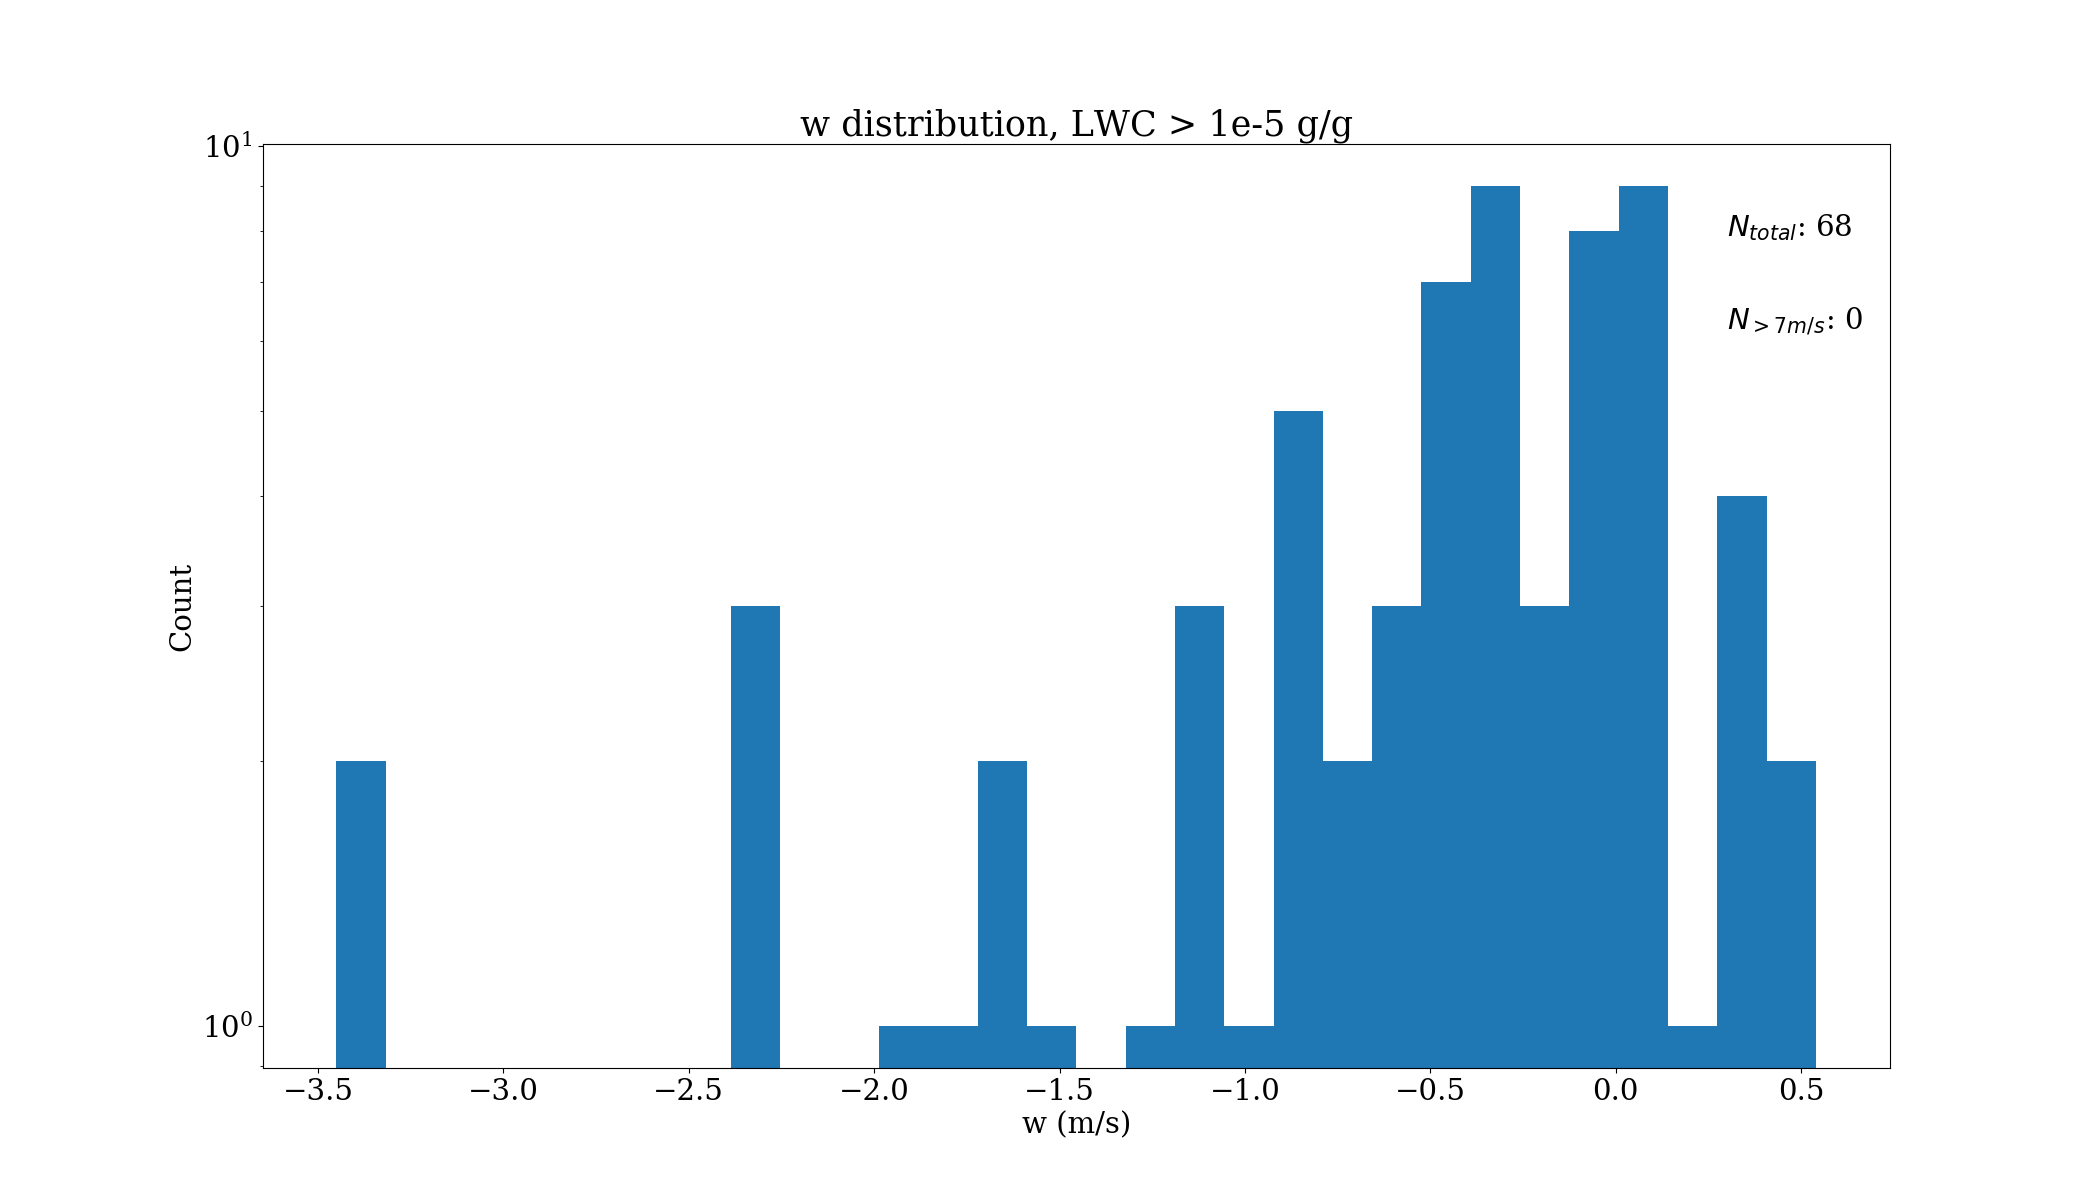 w distribution, LWC > 1e-5 g/g
10^1
N_total: 68
N_>7m/s: 0
Count
10^0
−3.5 −3.0 −2.5 −2.0 −1.5 −1.0 −0.5 0.0 0.5
w (m/s)